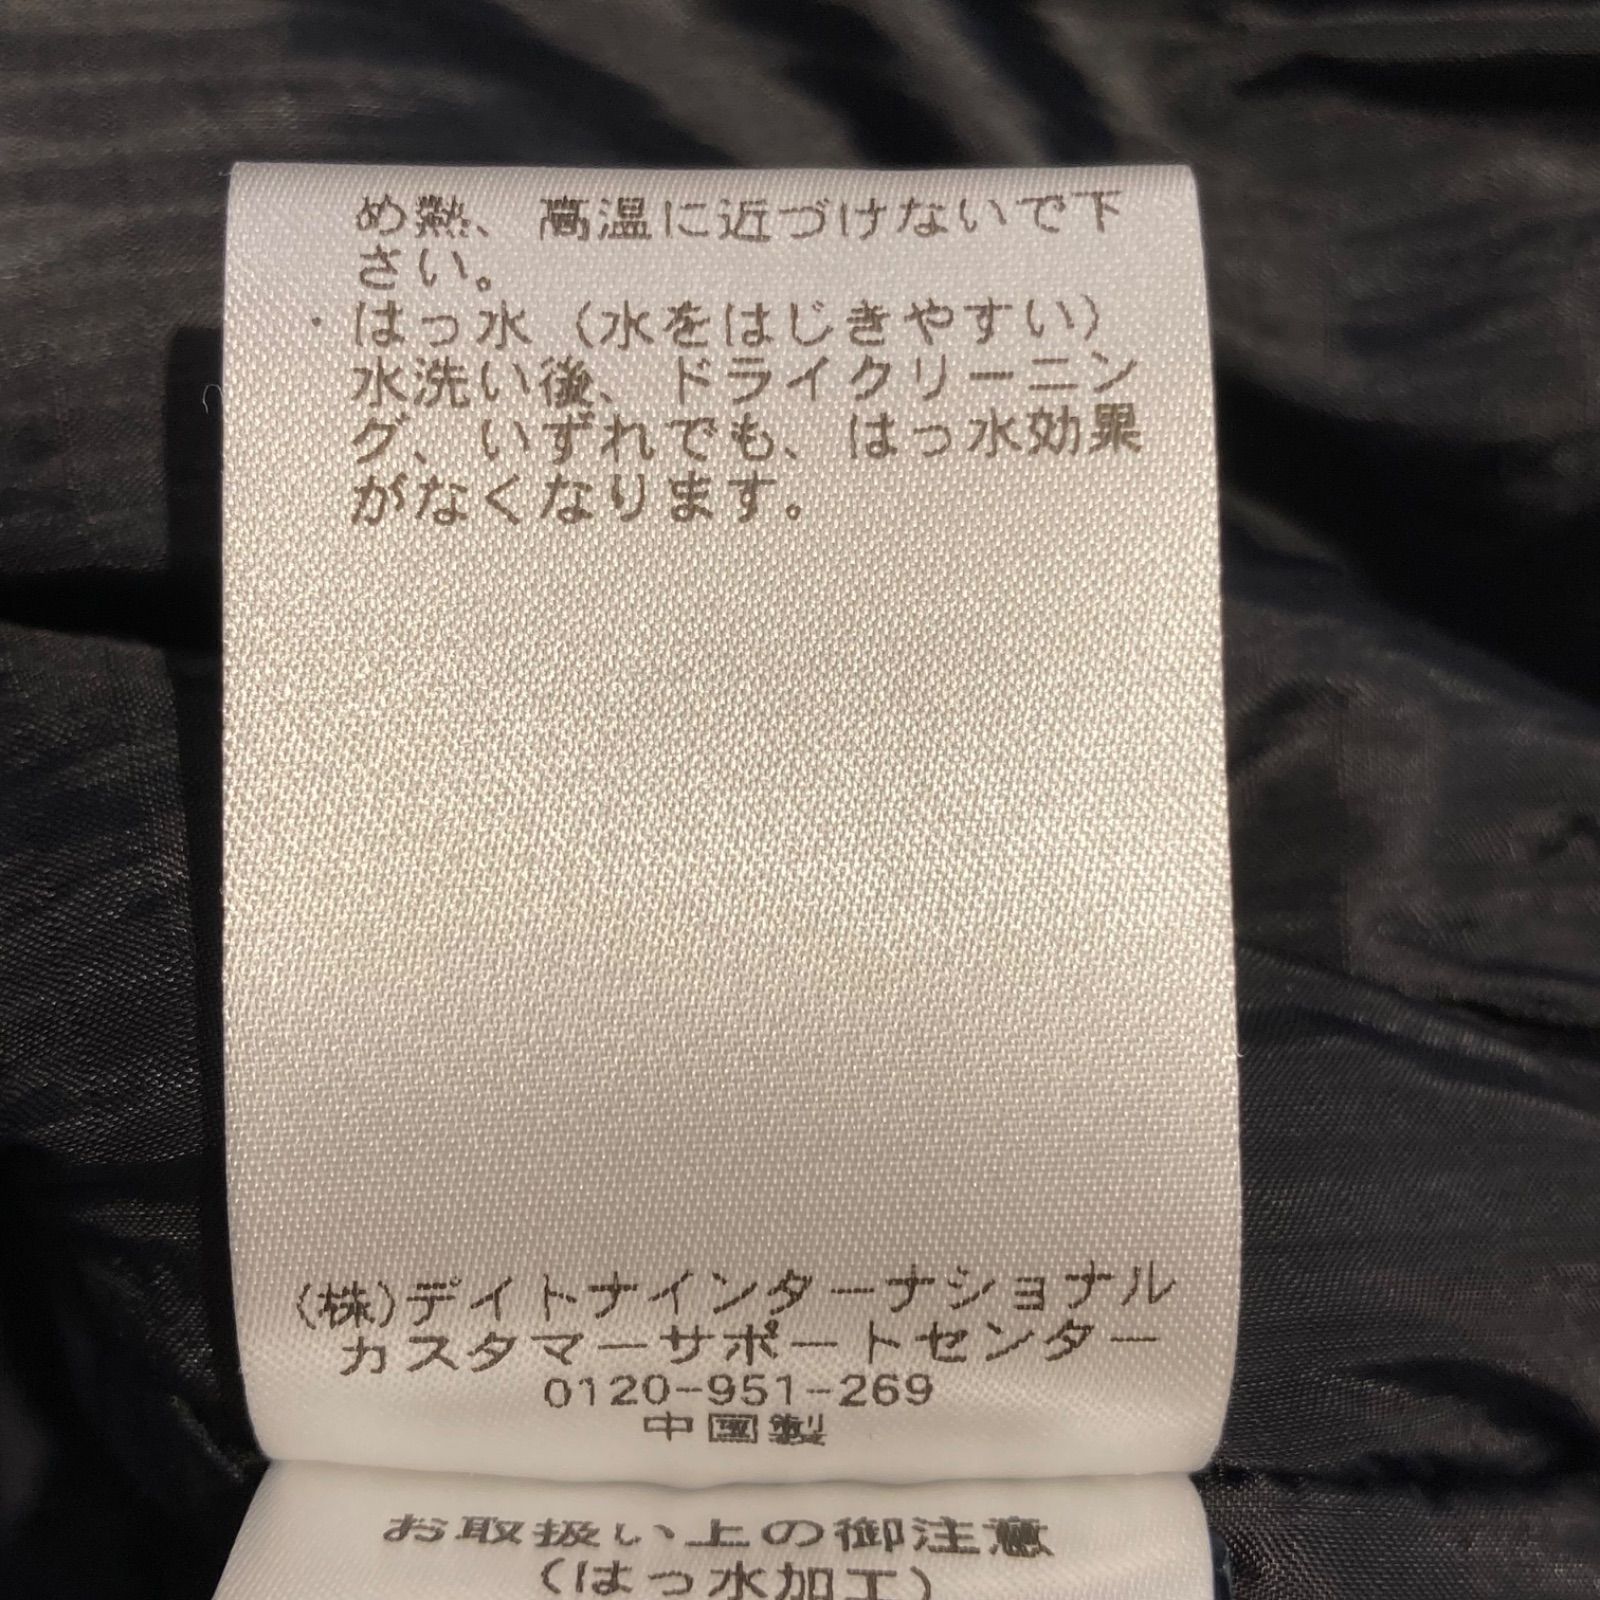 め熱、高温に近づけないで下
さい。
・はっ水（水をはじきやすい）
水洗い後、ドライクリーニン
グ、いずれでも、はっ水効果
がなくなります。
(株)デイトナインターナショナル
カスタマーサポートセンター
0120-951-269
中国製
お取扱い上の御注意
（はっ水加工）